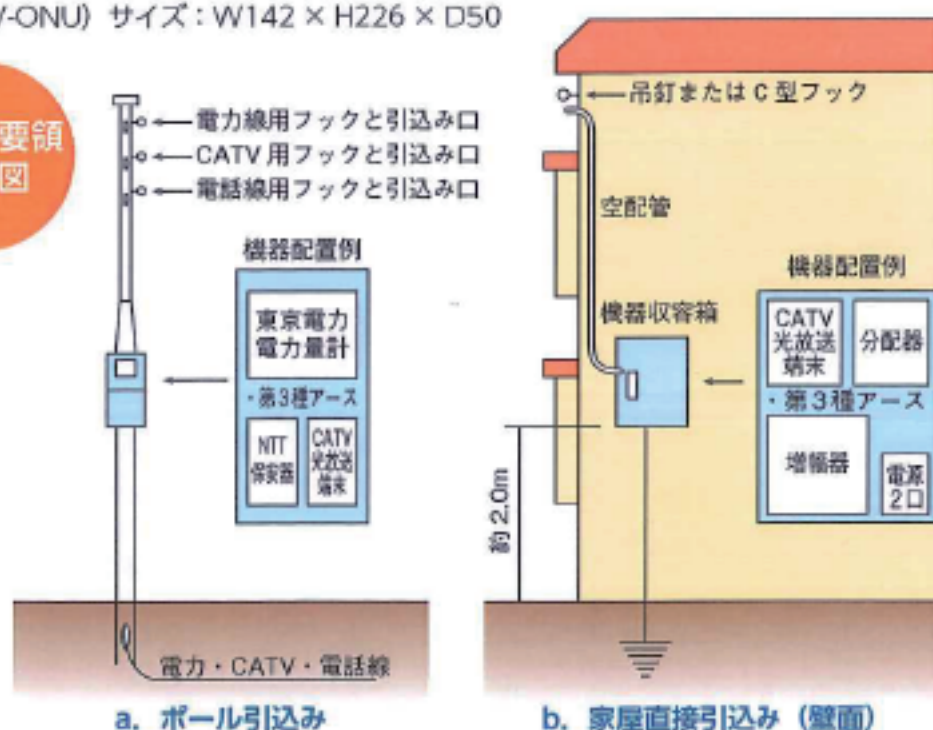 V-ONU）サイズ：W142 × H226 × D50
要領
図
電力線用フックと引込み口
CATV 用フックと引込み口
電話線用フックと引込み口
機器配置例
東京電力
電力量計
・第3種アース
NTT
保安器
CATV
光放送
端末
電力・CATV・電話線
a. ポール引込み
吊釘または C 型フック
空配管
機器収容箱
約 2.0m
機器配置例
CATV
光放送
端末
分配器
・第3種アース
増幅器
電源
2口
b. 家屋直接引込み（壁面）